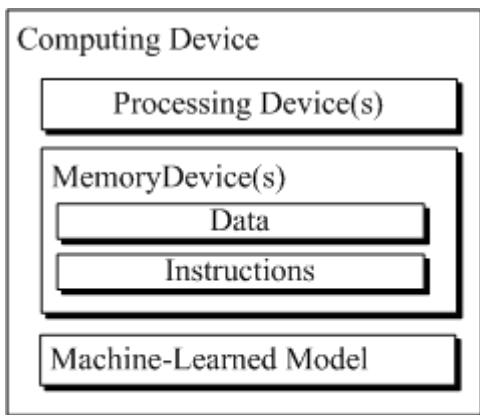 Computing Device
Processing Device(s)
MemoryDevice(s)
Data
Instructions
Machine-Learned Model